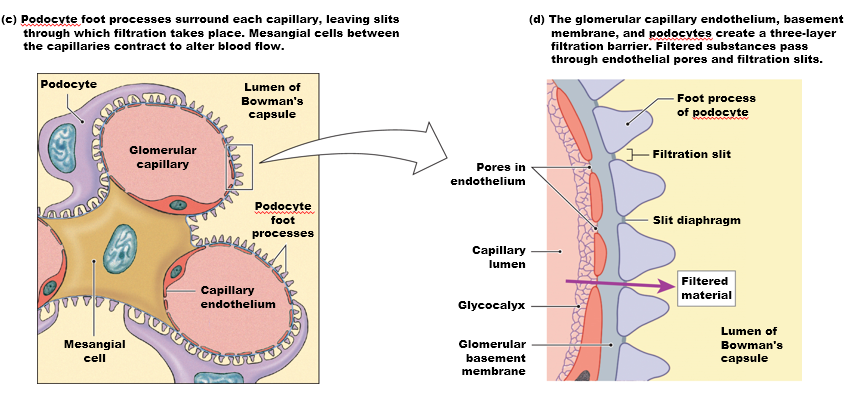 (c) Podocyte foot processes surround each capillary, leaving slits
through which filtration takes place. Mesangial cells between
the capillaries contract to alter blood flow.
Podocyte
Lumen of
Bowman's
capsule
Glomerular
capillary
Podocyte
foot
processes
Capillary
endothelium
Mesangial
cell
(d) The glomerular capillary endothelium, basement
membrane, and podocytes create a three-layer
filtration barrier. Filtered substances pass
through endothelial pores and filtration slits.
Foot process
of podocyte
Filtration slit
Pores in
endothelium
Slit diaphragm
Capillary
lumen
Filtered
material
Glycocalyx
Lumen of
Bowman's
capsule
Glomerular
basement
membrane